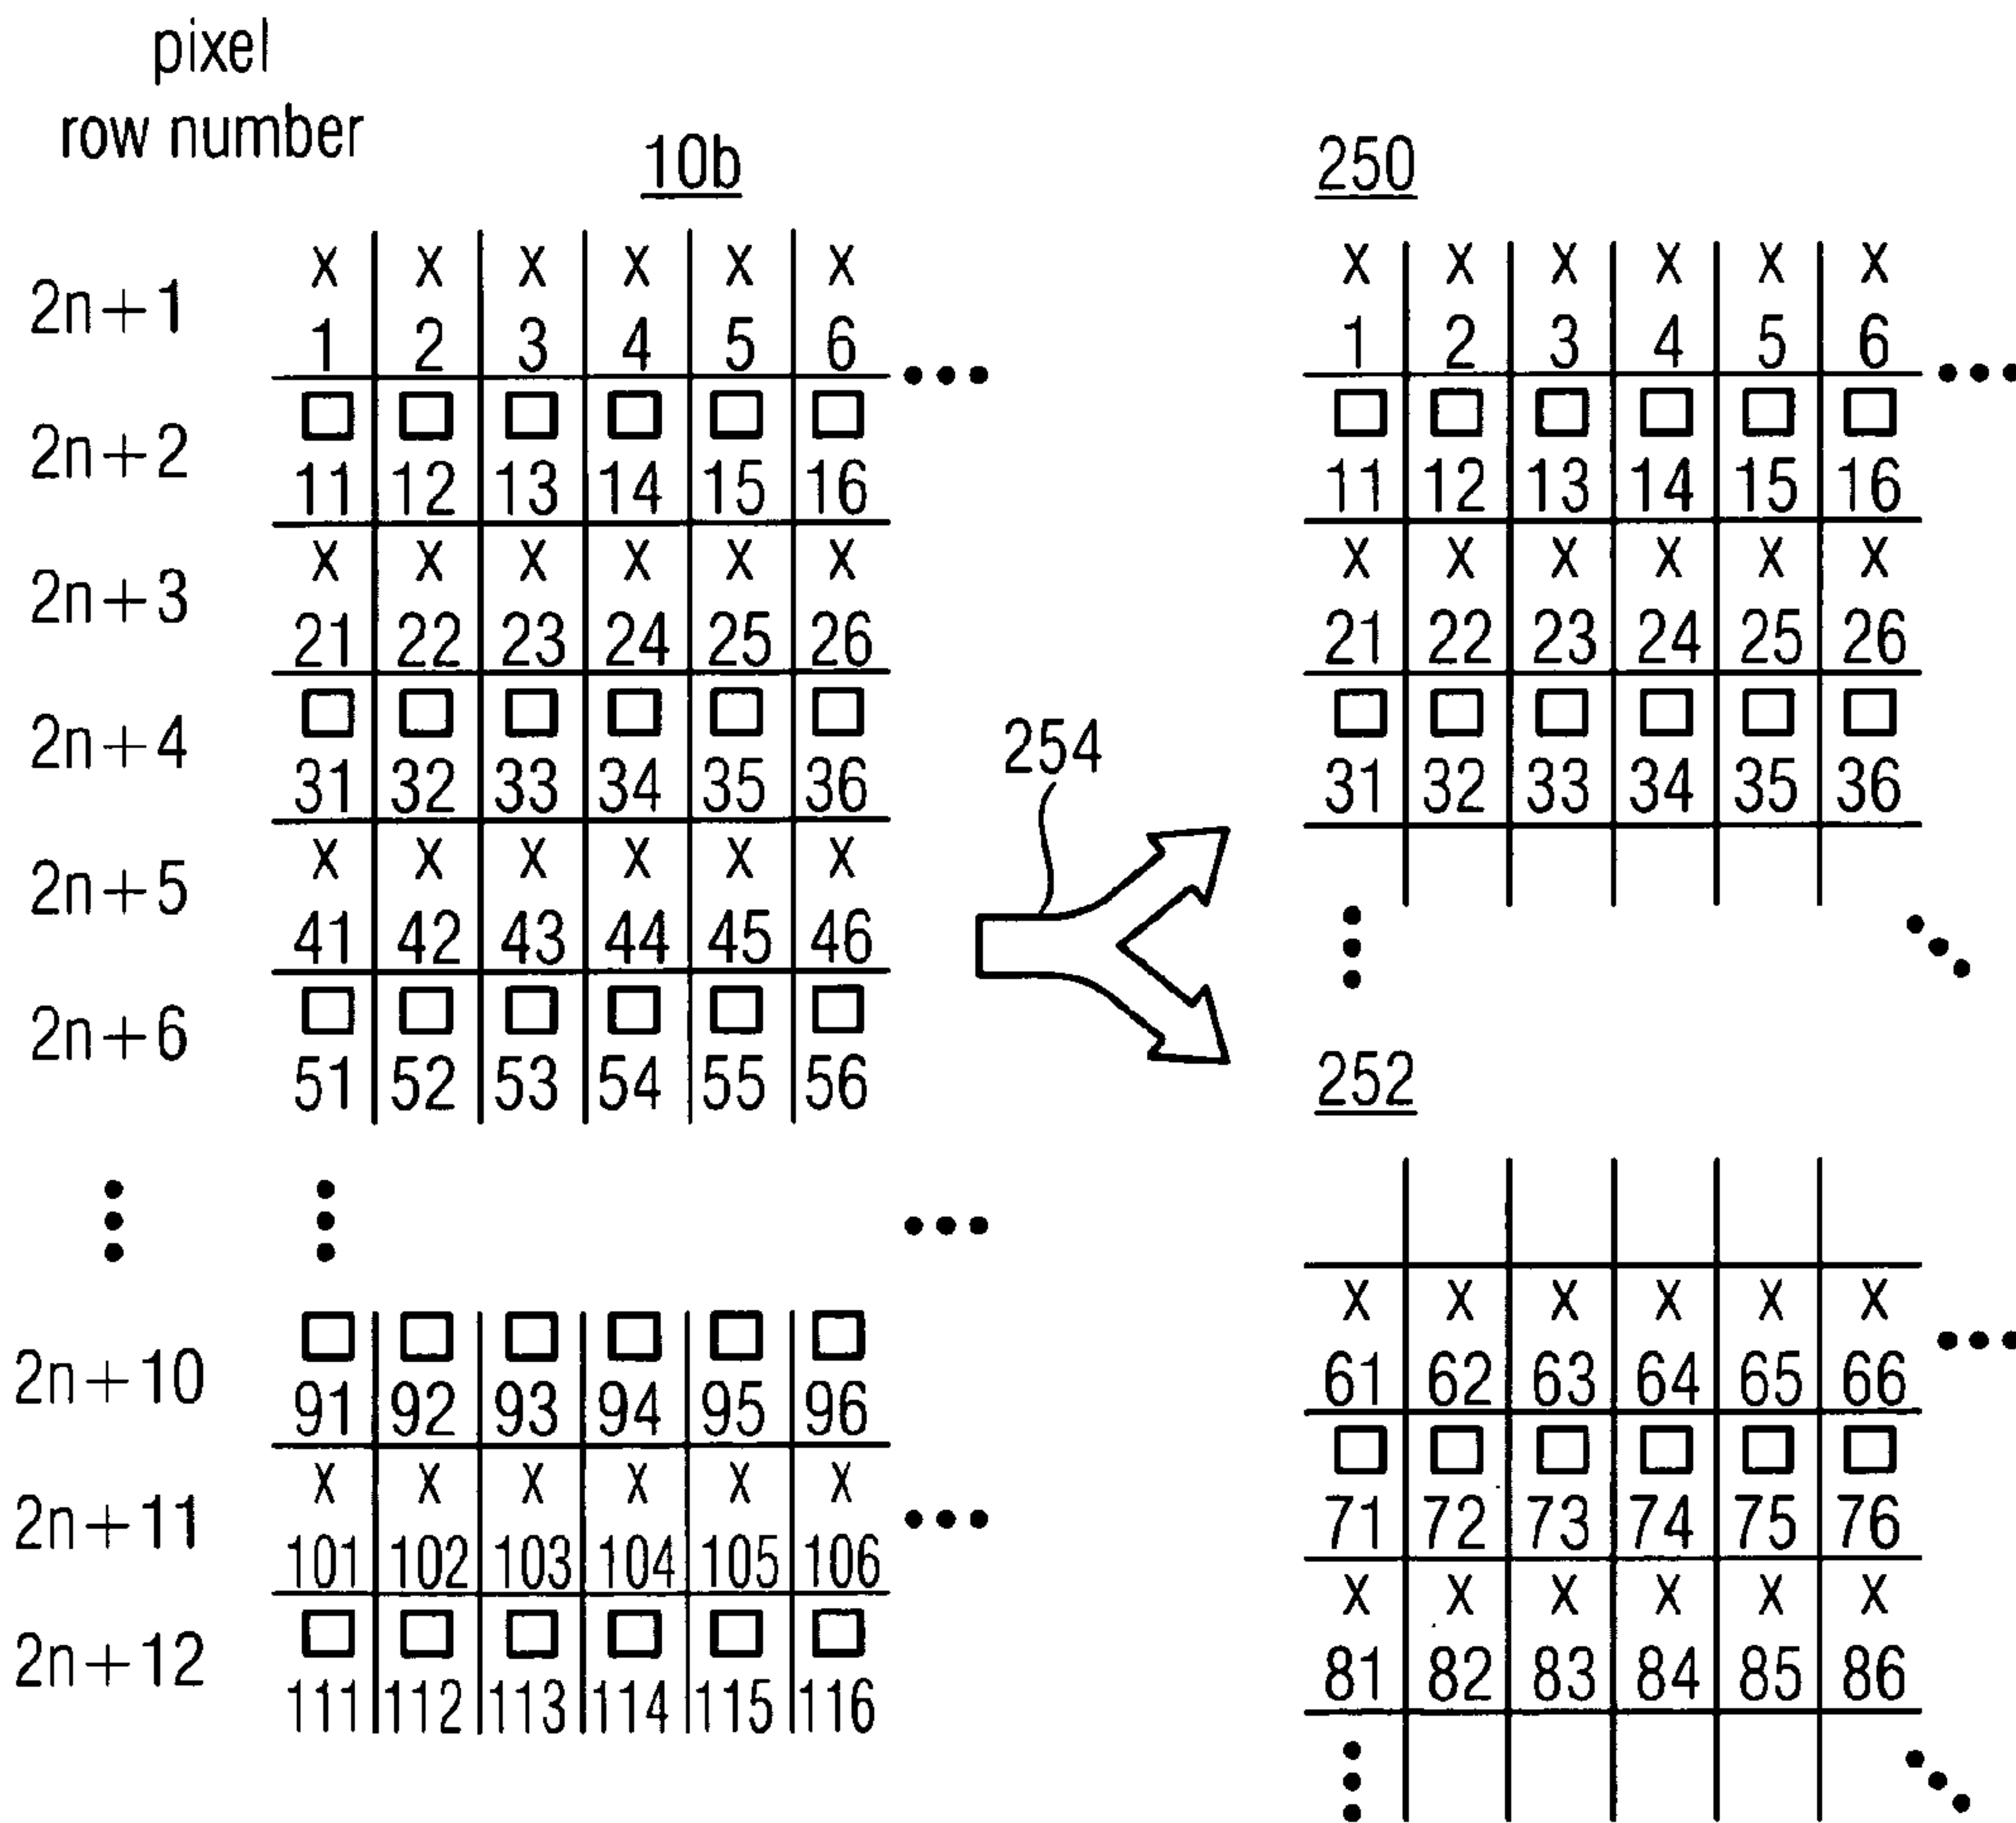 pixel
row number
10b
2n+1 x x x x x x
1 2 3 4 5 6
2n+2
11 12 13 14 15 16
2n+3 x x x x x x
21 22 23 24 25 26
2n+4
31 32 33 34 35 36
2n+5 x x x x x x
41 42 43 44 45 46
2n+6
51 52 53 54 55 56
2n+10
91 92 93 94 95 96
2n+11 x x x x x x
101 102 103 104 105 106
2n+12
111 112 113 114 115 116
254
250
x x x x x x
1 2 3 4 5 6
11 12 13 14 15 16
x x x x x x
21 22 23 24 25 26
31 32 33 34 35 36
252
x x x x x x
61 62 63 64 65 66
71 72 73 74 75 76
x x x x x x
81 82 83 84 85 86